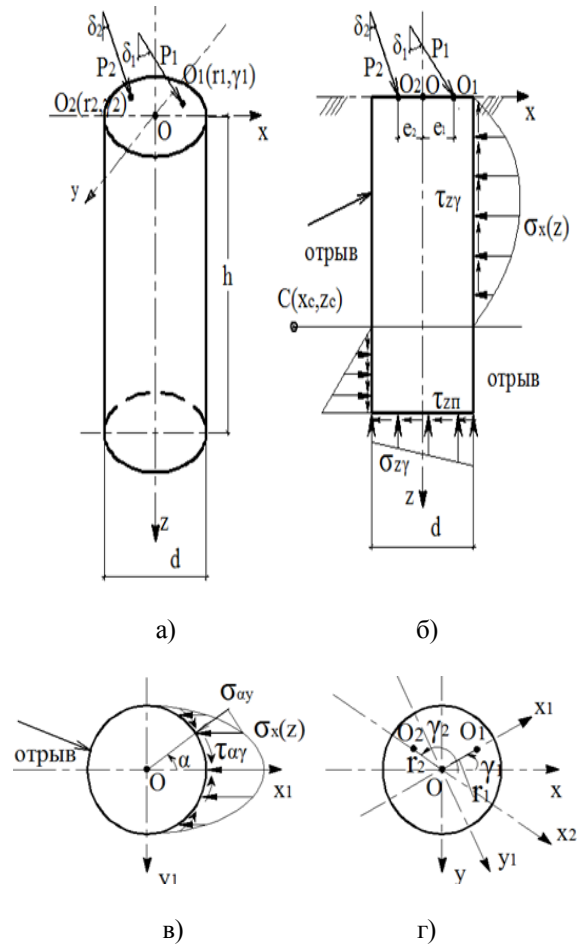 δ₂
δ₁
P₁
P₂
O₁(r₁,γ₁)
O₂(r₂,γ₂)
O
x
y
h
z
d
а)
δ₂
δ₁
P₁
P₂
O₂ O O₁
x
e₂ e₁
τzγ
σx(z)
отрыв
C(xc,zc)
отрыв
τzп
σzγ
z
d
б)
σαy
σx(z)
отрыв
ταγ
α
O
x₁
y₁
в)
x₁
O₂ γ₂ O₁
r₂ γ₁
O r₁
x
x₂
y₁
y
г)